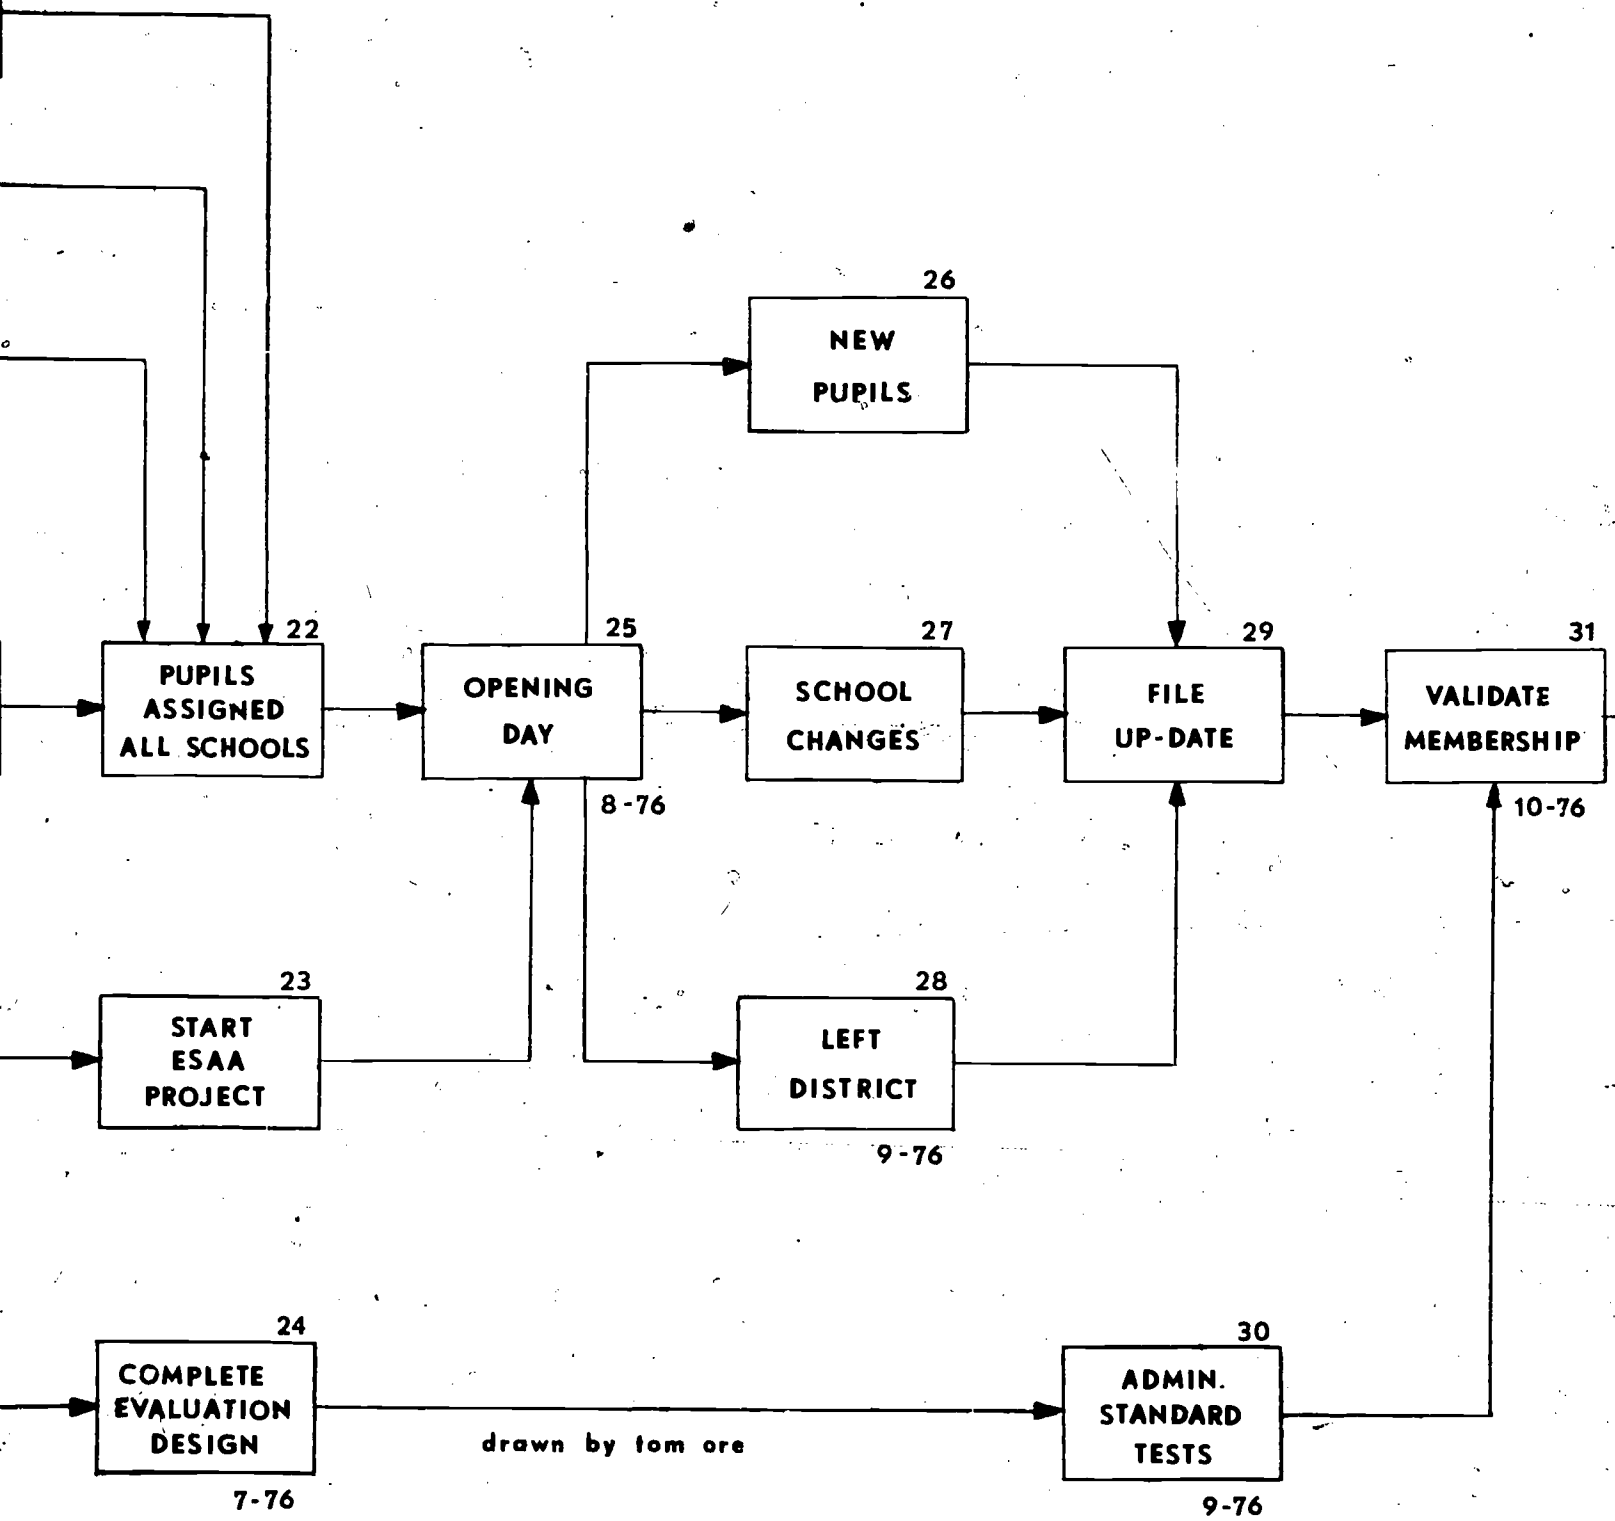 26
NEW
PUPILS
22
PUPILS
ASSIGNED
ALL SCHOOLS
25
OPENING
DAY
8-76
27
SCHOOL
CHANGES
29
FILE
UP-DATE
31
VALIDATE
MEMBERSHIP
10-76
23
START
ESAA
PROJECT
28
LEFT
DISTRICT
9-76
24
COMPLETE
EVALUATION
DESIGN
7-76
drawn by tom ore
30
ADMIN.
STANDARD
TESTS
9-76